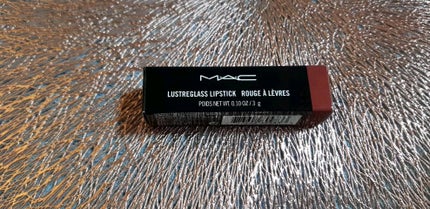 MAC
LUSTREGLASS LIPSTICK ROUGE À LÈVRES
POIDS NET WT. 0.10 OZ / 3 g